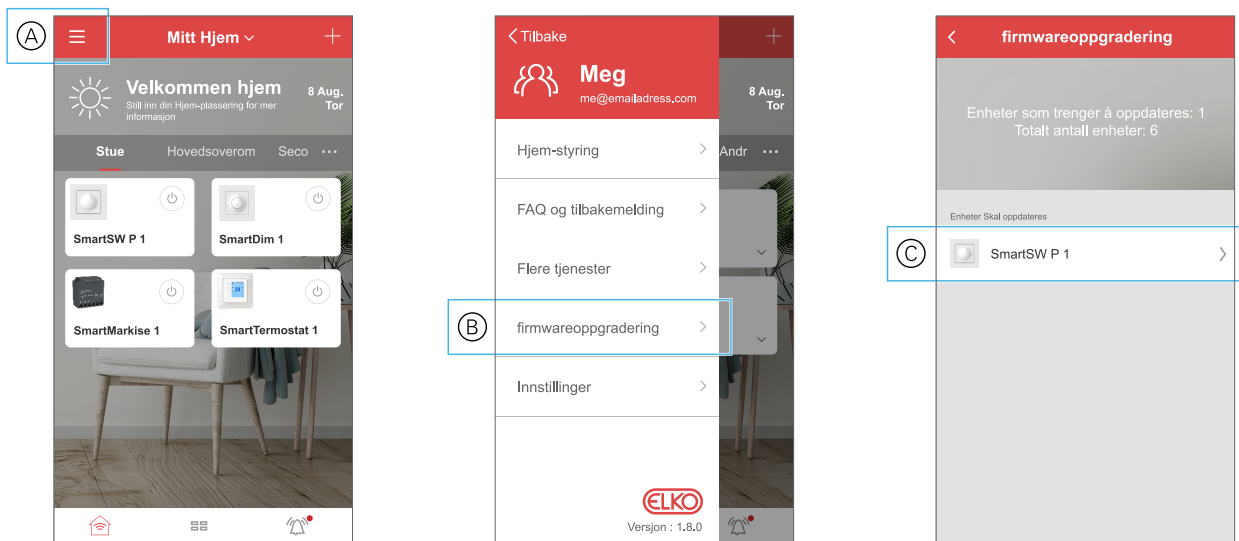 A
Mitt Hjem
Velkommen hjem
Still inn din Hjem-plassering for mer
informasjon
8 Aug.
Tor
Stue Hovedsoverom Seco ...
SmartSW P 1
SmartDim 1
SmartMarkise 1
SmartTermostat 1
Tilbake
Meg
me@emailadress.com
8 Aug.
Tor
Andr ...
Hjem-styring
FAQ og tilbakemelding
Flere tjenester
B
firmwareoppgradering
Innstillinger
ELKO
Versjon : 1.8.0
firmwareoppgradering
Enheter som trenger å oppdateres: 1
Totalt antall enheter: 6
Enheter Skal oppdateres
C
SmartSW P 1